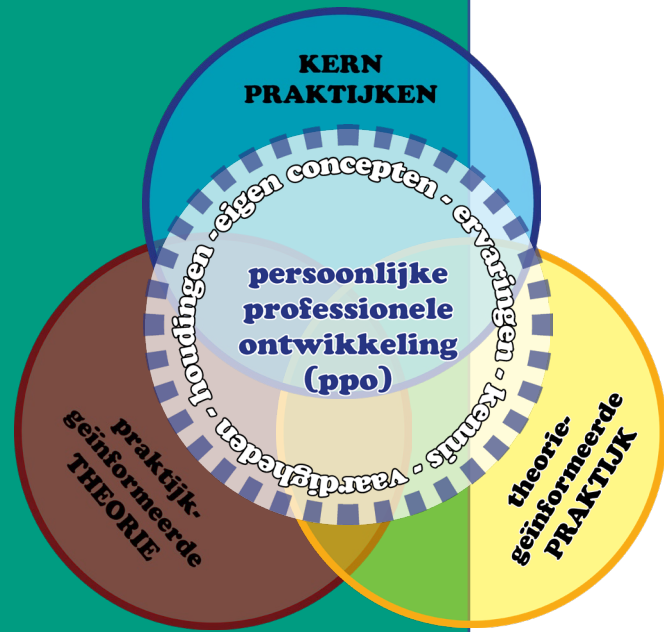 KERN
PRAKTIJKEN
houdingen - eigen concepten - ervaringen - kennis - vaardigheden -
persoonlijke
professionele
ontwikkeling
(ppo)
praktijk-
geïnformeerde
THEORIE
theorie-
geïnformeerde
PRAKTIJK